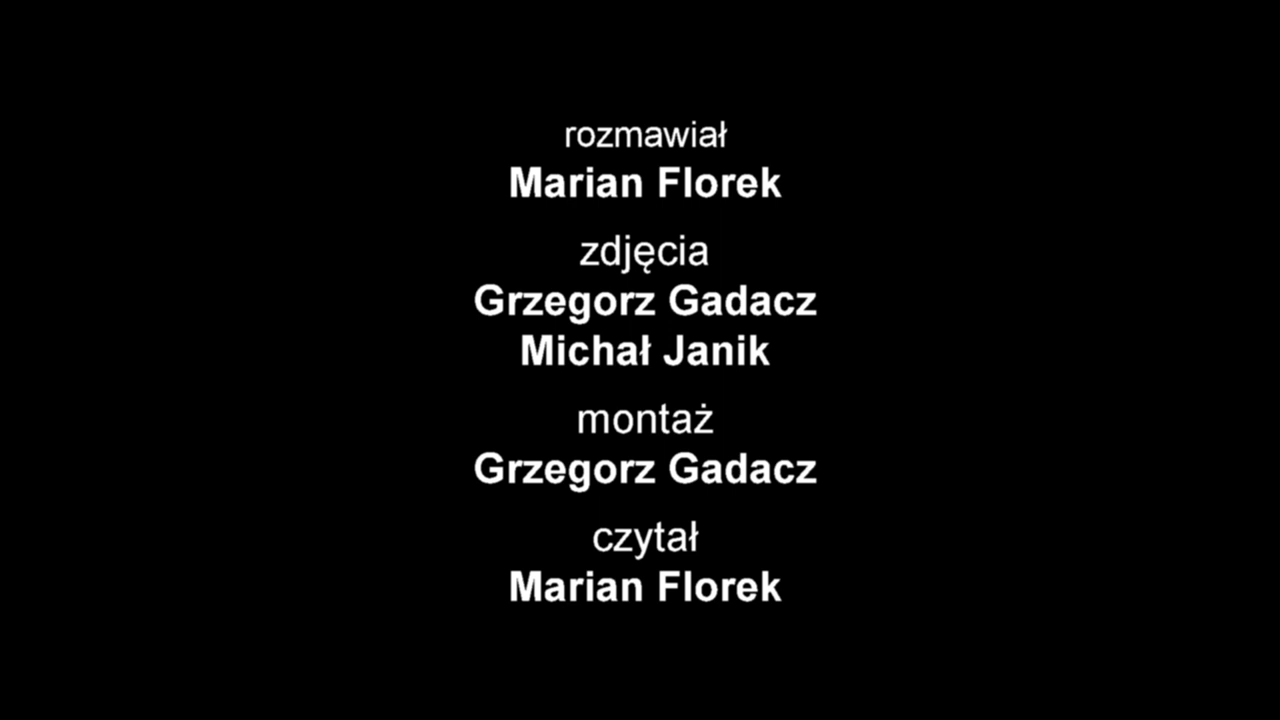 rozmawiał
Marian Florek
zdjęcia
Grzegorz Gadacz
Michał Janik
montaż
Grzegorz Gadacz
czytał
Marian Florek